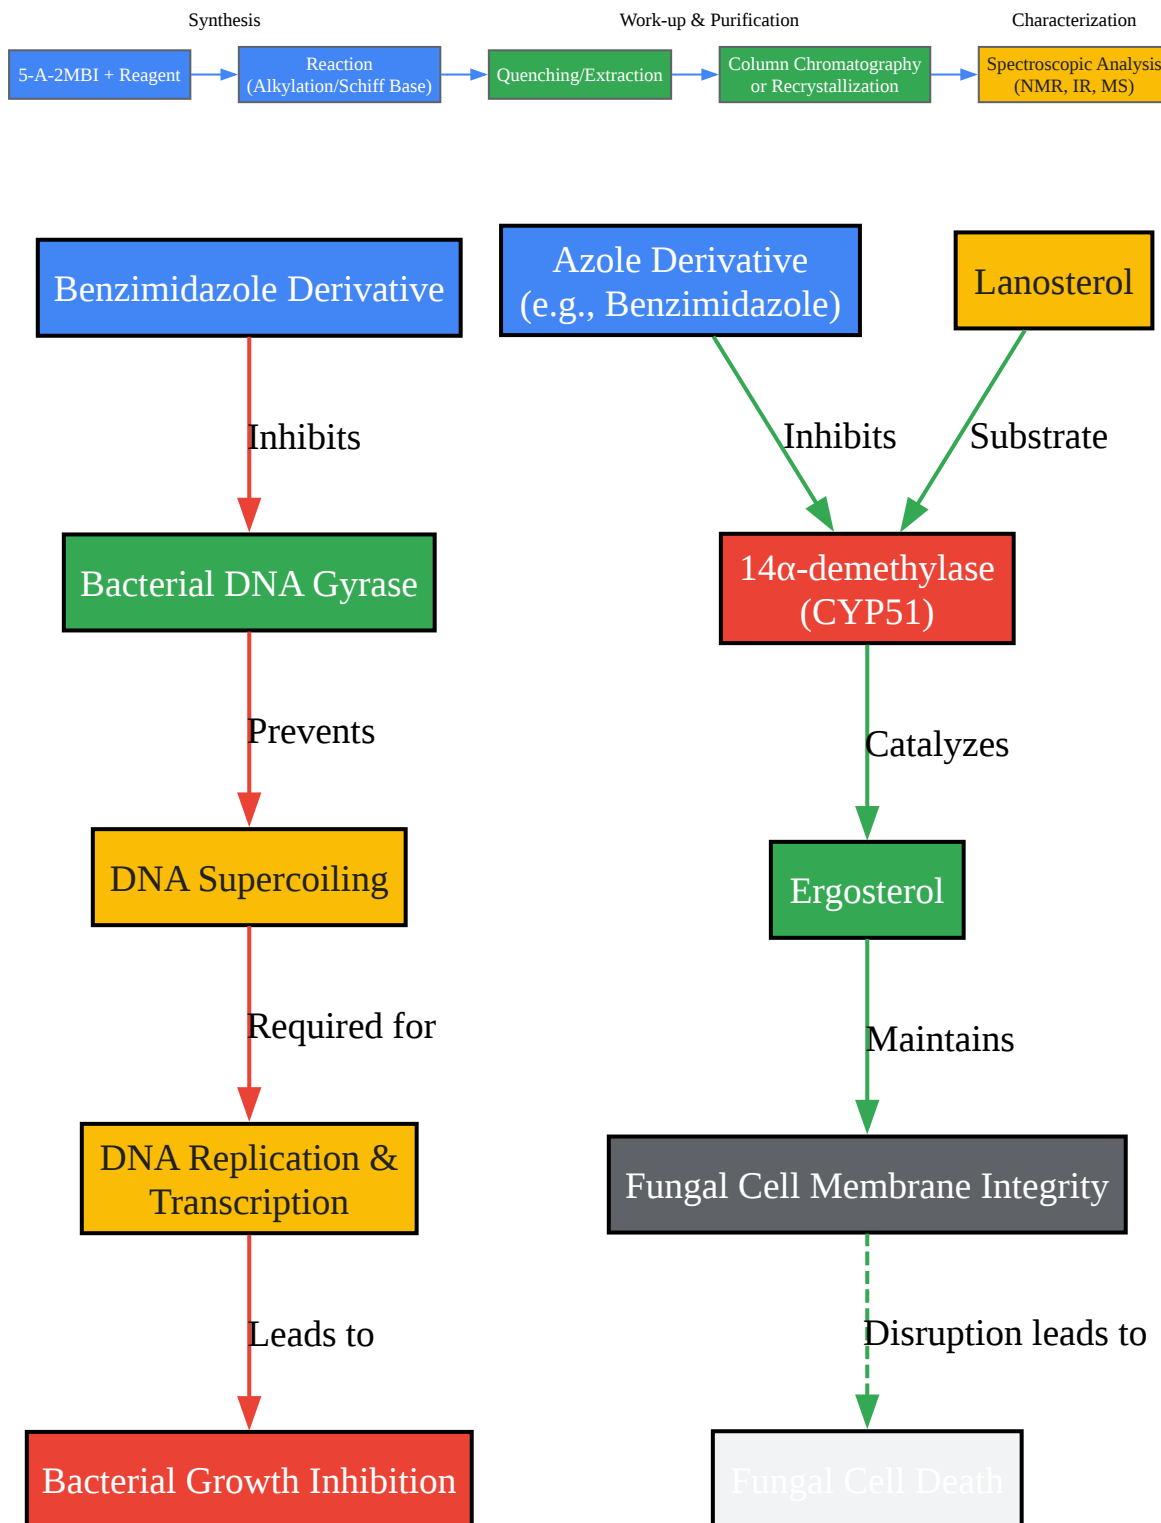 Synthesis
Work-up & Purification
Characterization
5-A-2MBI + Reagent
Reaction
(Alkylation/Schiff Base)
Quenching/Extraction
Column Chromatography
or Recrystallization
Spectroscopic Analysis
(NMR, IR, MS)
Benzimidazole Derivative
Inhibits
Bacterial DNA Gyrase
Prevents
DNA Supercoiling
Required for
DNA Replication &
Transcription
Leads to
Bacterial Growth Inhibition
Azole Derivative
(e.g., Benzimidazole)
Lanosterol
Inhibits
Substrate
14α-demethylase
(CYP51)
Catalyzes
Ergosterol
Maintains
Fungal Cell Membrane Integrity
Disruption leads to
Fungal Cell Death